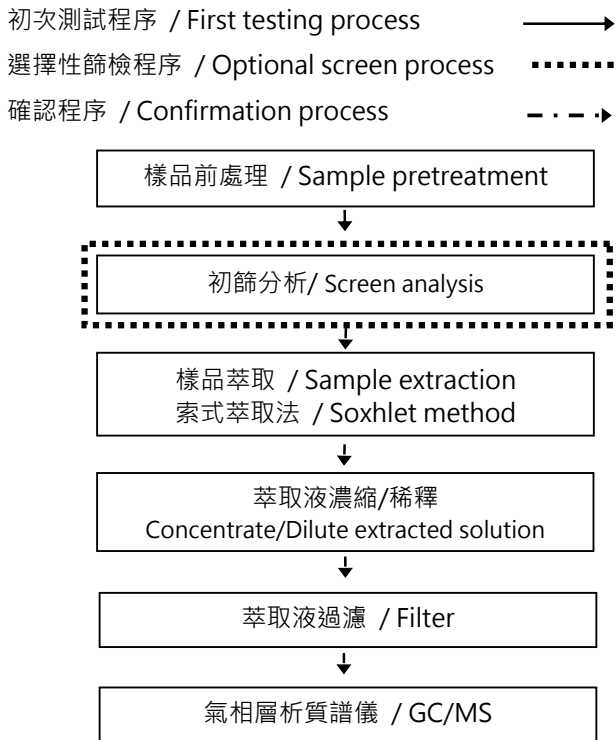 初次測試程序 / First testing process
選擇性篩檢程序 / Optional screen process
確認程序 / Confirmation process
樣品前處理 / Sample pretreatment
初篩分析/ Screen analysis
樣品萃取 / Sample extraction
索式萃取法 / Soxhlet method
萃取液濃縮/稀釋
Concentrate/Dilute extracted solution
萃取液過濾 / Filter
氣相層析質譜儀 / GC/MS